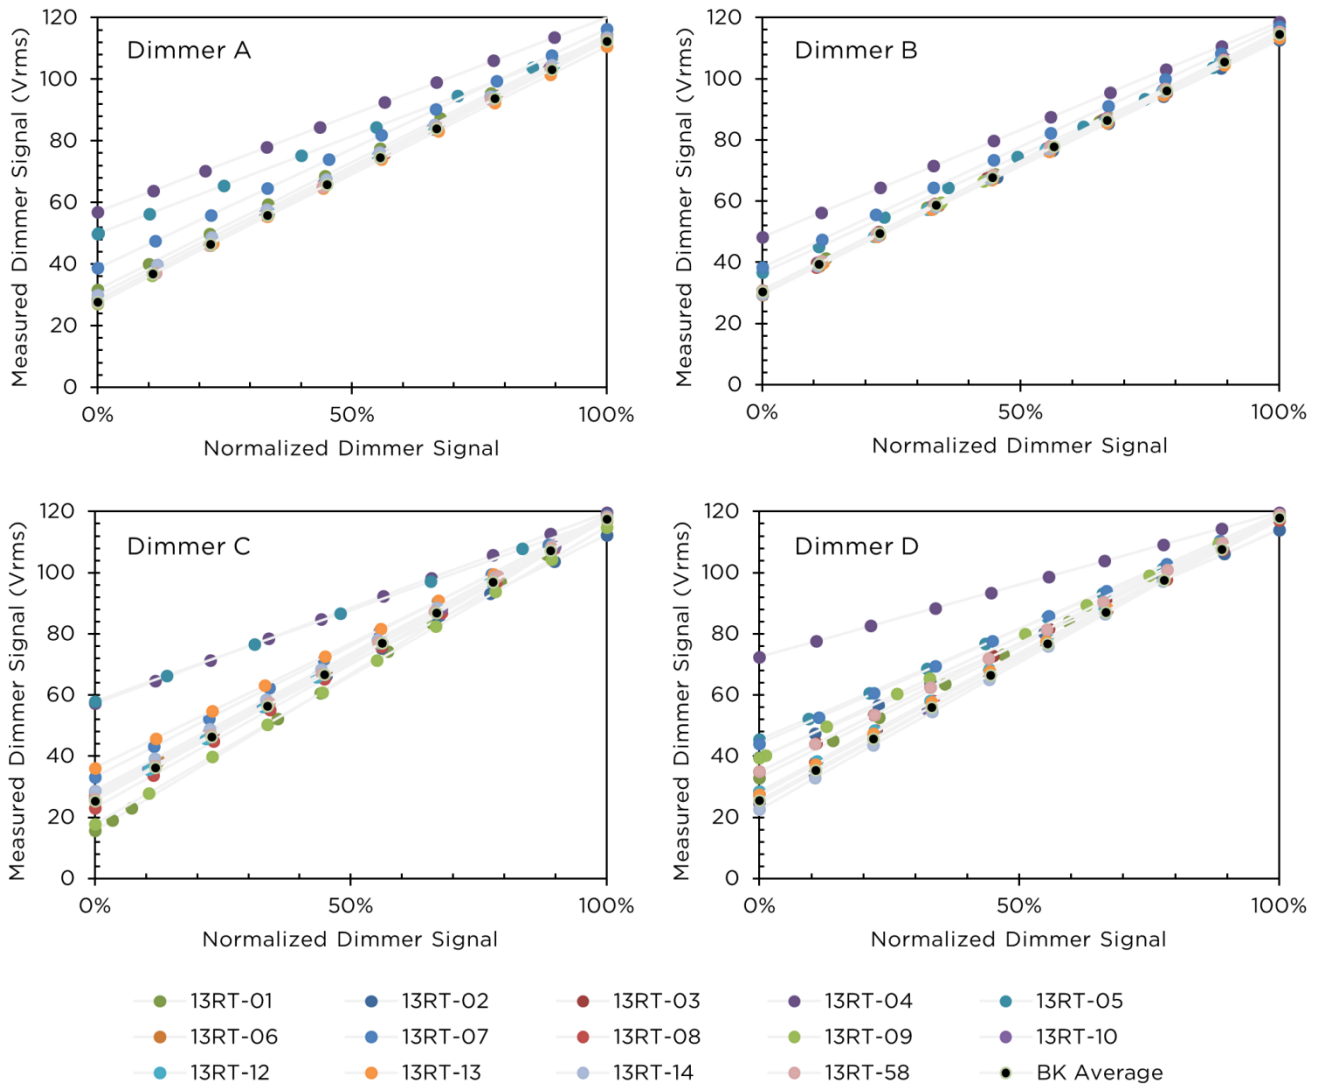 Dimmer A
Measured Dimmer Signal (Vrms)
120
100
80
60
40
20
0
0%
50%
100%
Normalized Dimmer Signal
Dimmer B
Measured Dimmer Signal (Vrms)
120
100
80
60
40
20
0
0%
50%
100%
Normalized Dimmer Signal
Dimmer C
Measured Dimmer Signal (Vrms)
120
100
80
60
40
20
0
0%
50%
100%
Normalized Dimmer Signal
Dimmer D
Measured Dimmer Signal (Vrms)
120
100
80
60
40
20
0
0%
50%
100%
Normalized Dimmer Signal
13RT-01 13RT-02 13RT-03 13RT-04 13RT-05
13RT-06 13RT-07 13RT-08 13RT-09 13RT-10
13RT-12 13RT-13 13RT-14 13RT-58 BK Average